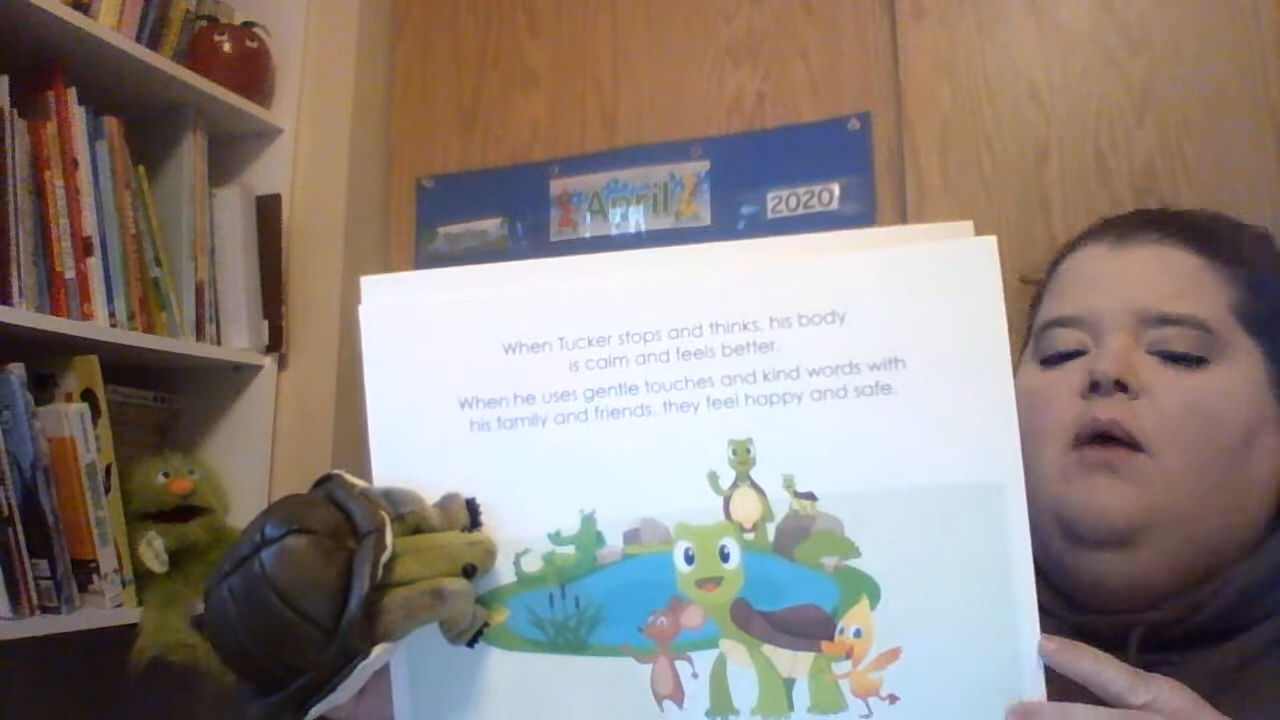 April
2020
When Tucker stops and thinks, his body
is calm and feels better.
When he uses gentle touches and kind words with
his family and friends, they feel happy and safe.